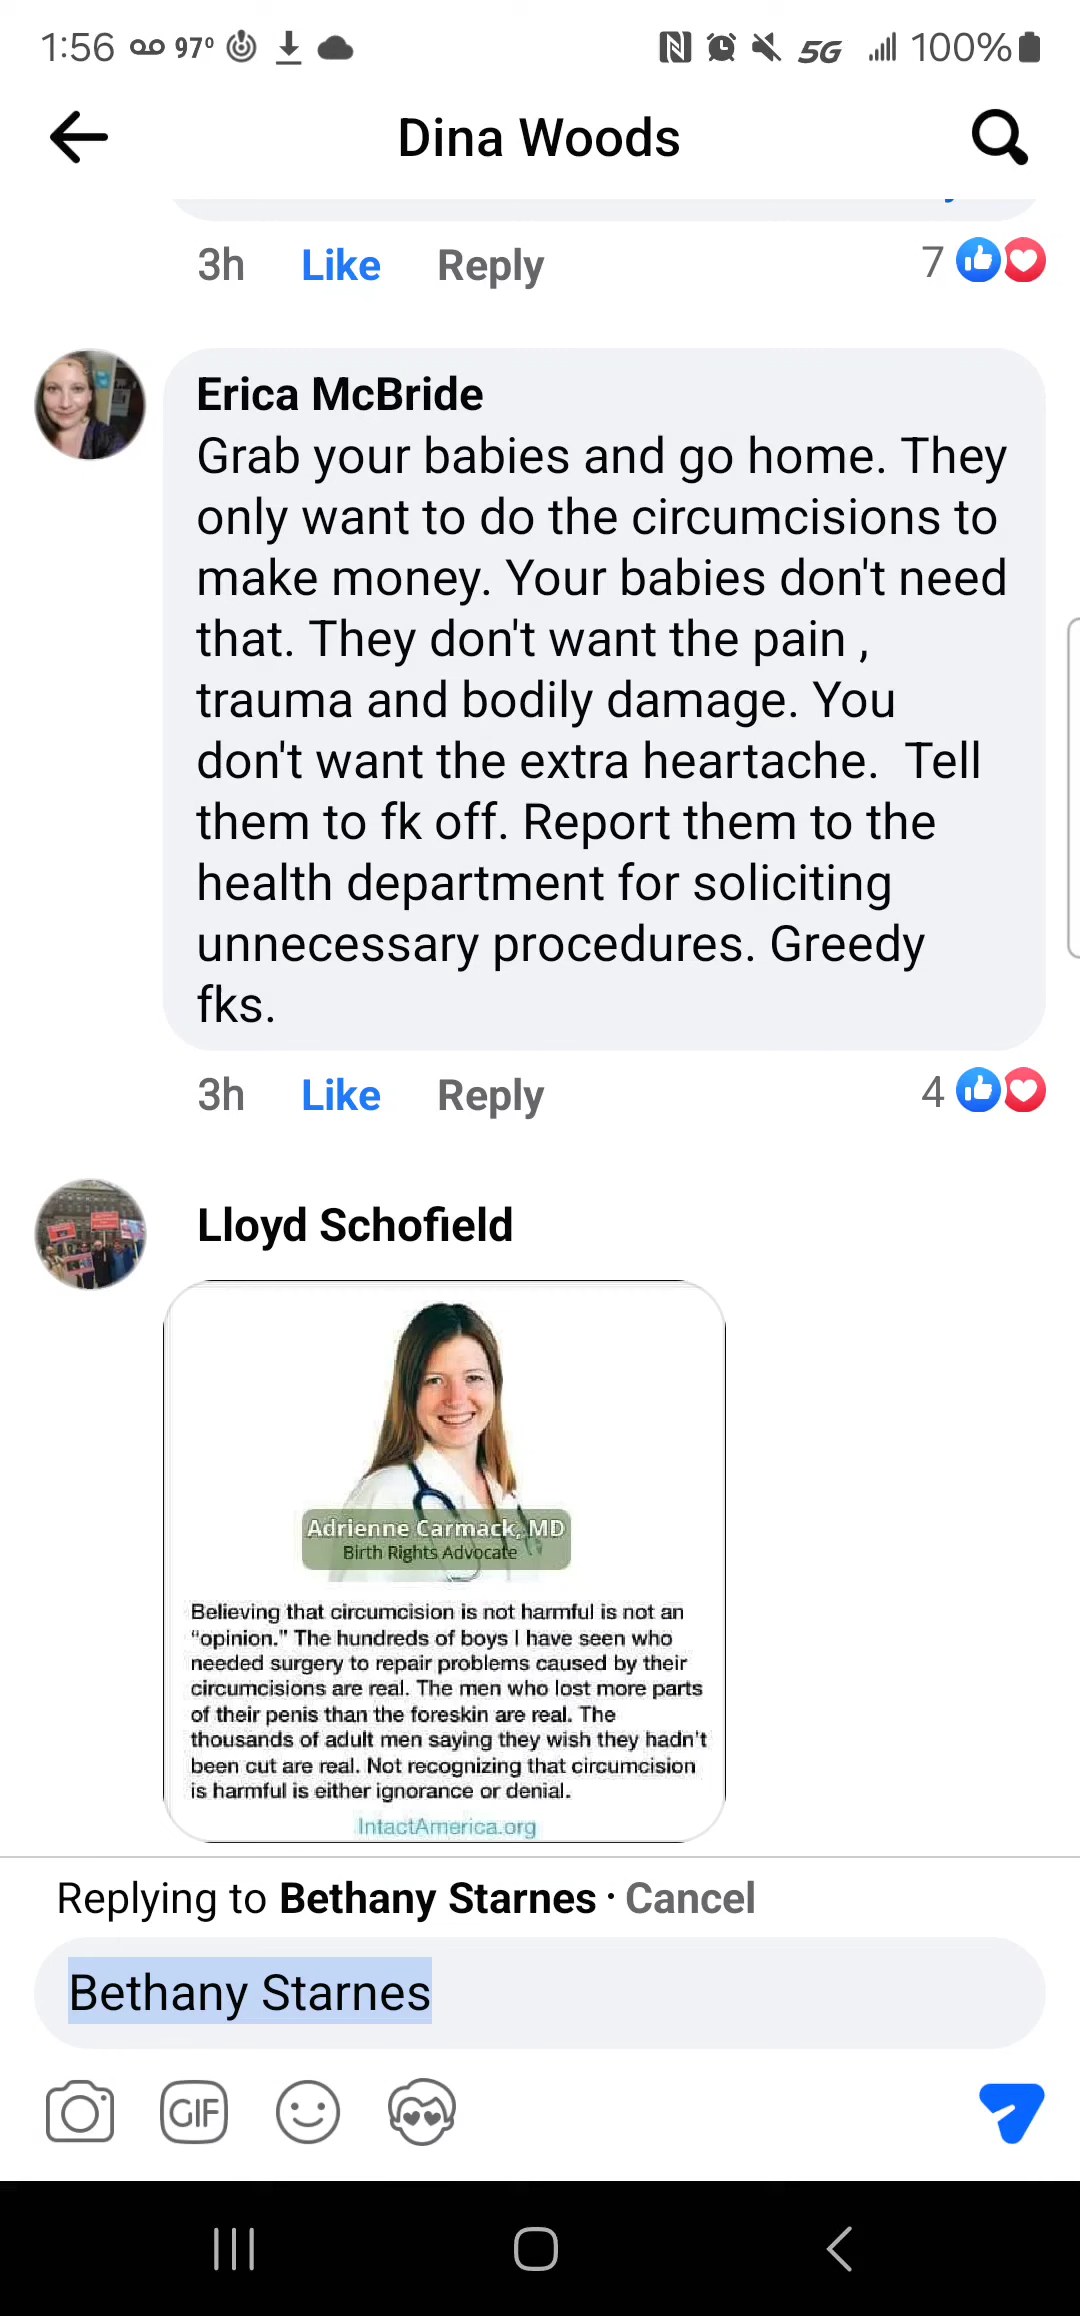 1:56 97° 5G 100%
Dina Woods
3h Like Reply 7
Erica McBride
Grab your babies and go home. They
only want to do the circumcisions to
make money. Your babies don't need
that. They don't want the pain ,
trauma and bodily damage. You
don't want the extra heartache.  Tell
them to fk off. Report them to the
health department for soliciting
unnecessary procedures. Greedy
fks.
3h Like Reply 4
Lloyd Schofield
Adrienne Carmack, MD
Birth Rights Advocate
Believing that circumcision is not harmful is not an
“opinion.” The hundreds of boys I have seen who
needed surgery to repair problems caused by their
circumcisions are real. The men who lost more parts
of their penis than the foreskin are real. The
thousands of adult men saying they wish they hadn't
been cut are real. Not recognizing that circumcision
is harmful is either ignorance or denial.
IntactAmerica.org
Replying to Bethany Starnes · Cancel
Bethany Starnes
GIF